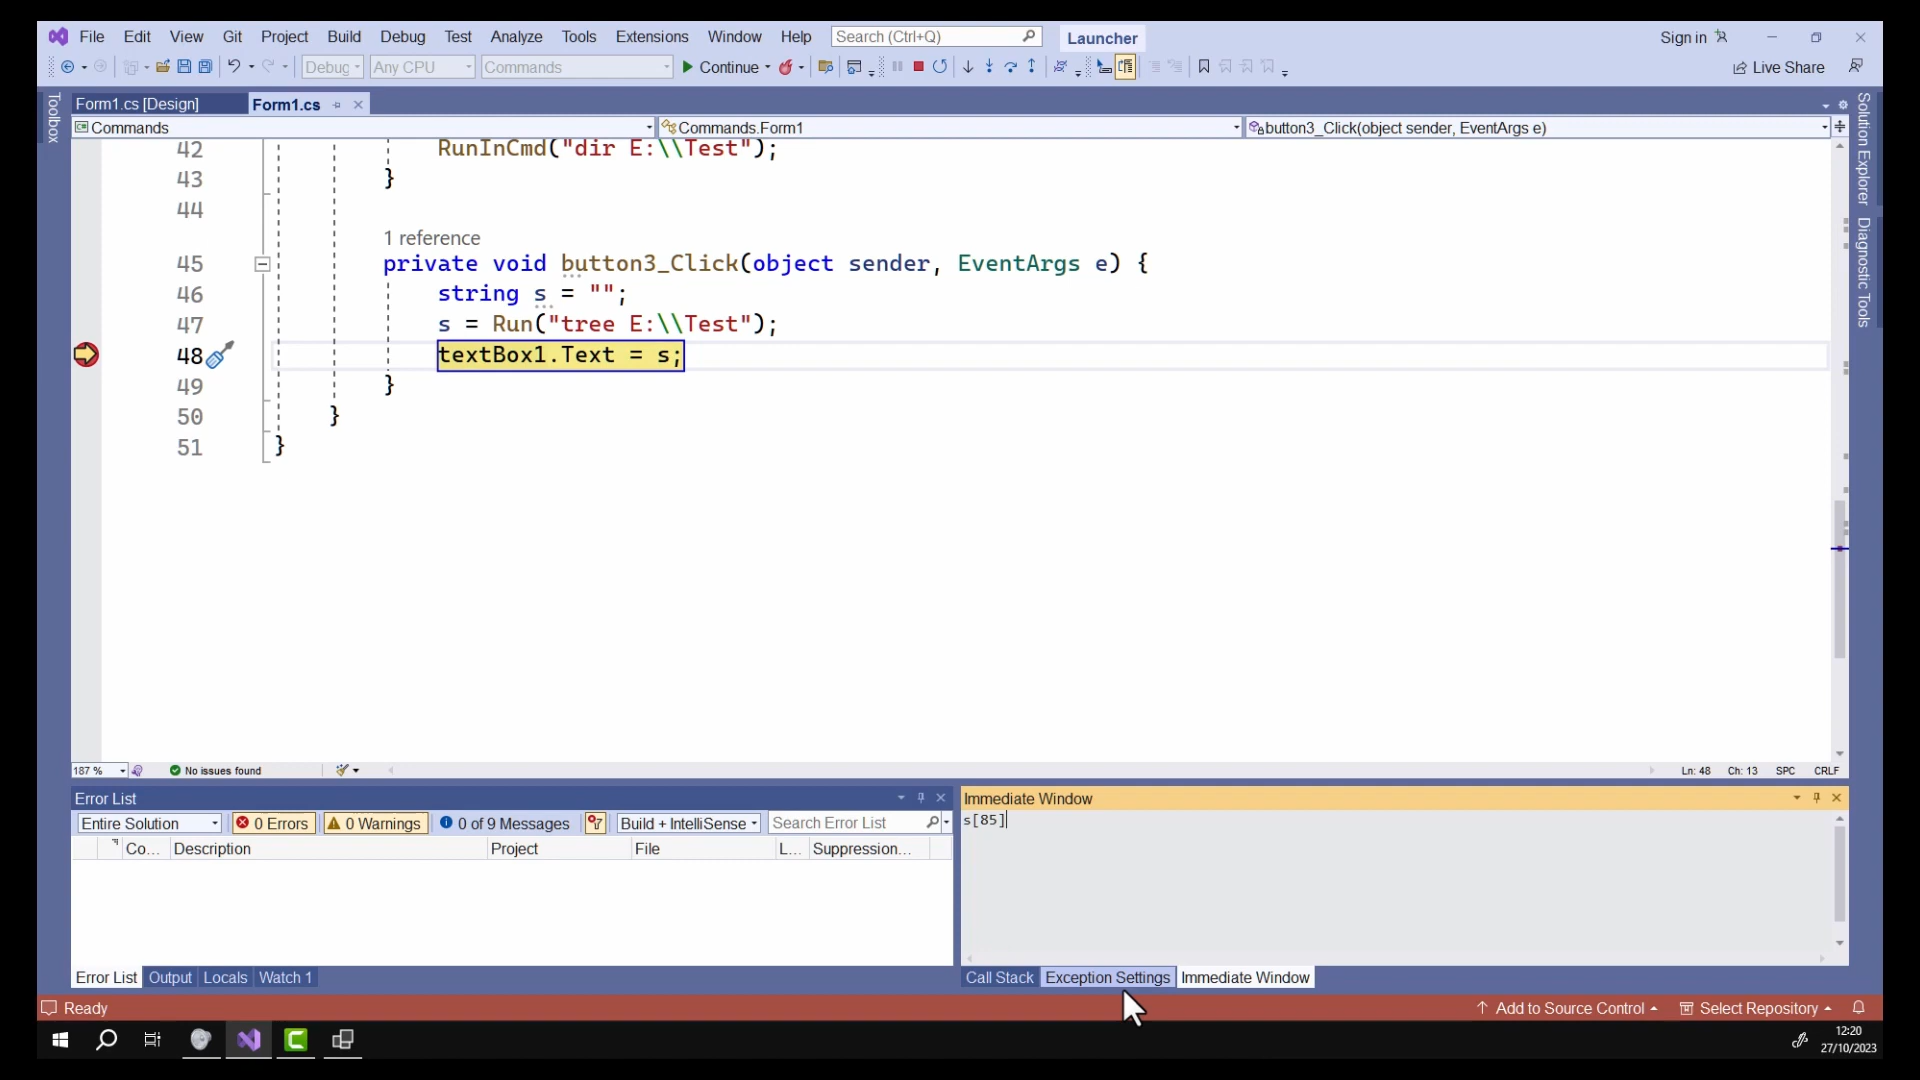 File Edit View Git Project Build Debug Test Analyze Tools Extensions Window Help Search (Ctrl+Q) Launcher Sign in
Debug Any CPU Commands Continue Live Share
Toolbox
Form1.cs [Design] Form1.cs
Commands Commands.Form1 button3_Click(object sender, EventArgs e)
42 RunInCmd("dir E:\\Test");
43 }
44
1 reference
45 private void button3_Click(object sender, EventArgs e) {
46 string s = "";
47 s = Run("tree E:\\Test");
48 textBox1.Text = s;
49 }
50 }
51 }
Solution Explorer
Diagnostic Tools
187 % No issues found Ln: 48 Ch: 13 SPC CRLF
Error List
Entire Solution 0 Errors 0 Warnings 0 of 9 Messages Build + IntelliSense Search Error List
Co... Description Project File L... Suppression...
Error List Output Locals Watch 1
Immediate Window
s[85]
Call Stack Exception Settings Immediate Window
Ready Add to Source Control Select Repository
12:20
27/10/2023